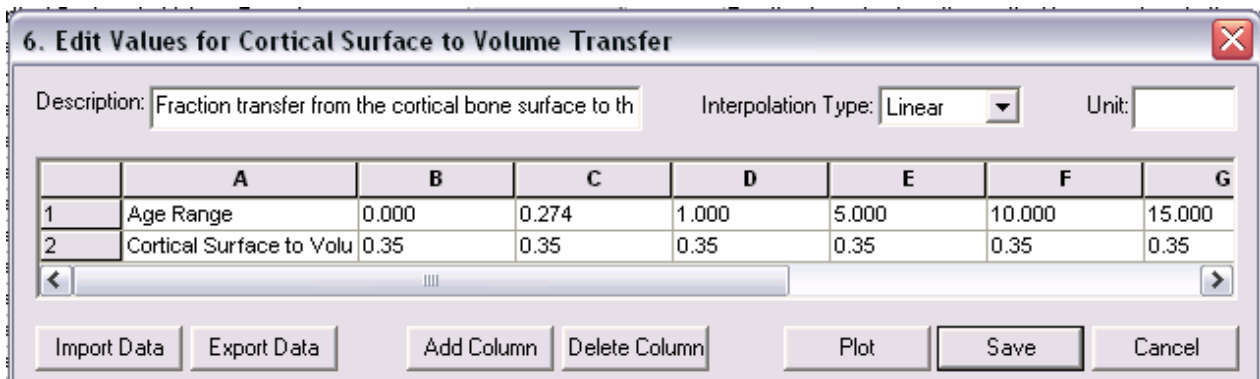 6. Edit Values for Cortical Surface to Volume Transfer
Description: Fraction transfer from the cortical bone surface to th Interpolation Type: Linear Unit:
A B C D E F G
1 Age Range 0.000 0.274 1.000 5.000 10.000 15.000
2 Cortical Surface to Volu 0.35 0.35 0.35 0.35 0.35 0.35
Import Data Export Data Add Column Delete Column Plot Save Cancel